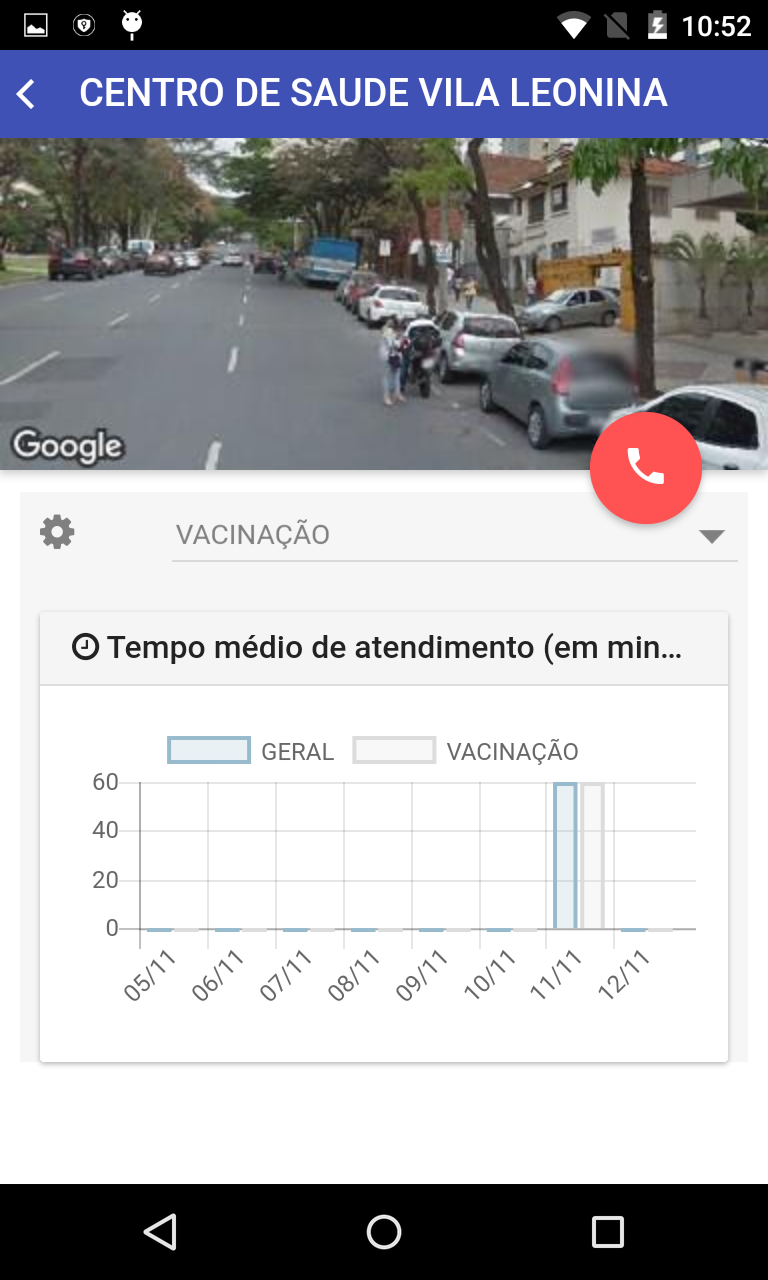 10:52
CENTRO DE SAUDE VILA LEONINA
Google
VACINAÇÃO
Tempo médio de atendimento (em min...
GERAL VACINAÇÃO
60
40
20
0
05/11 06/11 07/11 08/11 09/11 10/11 11/11 12/11